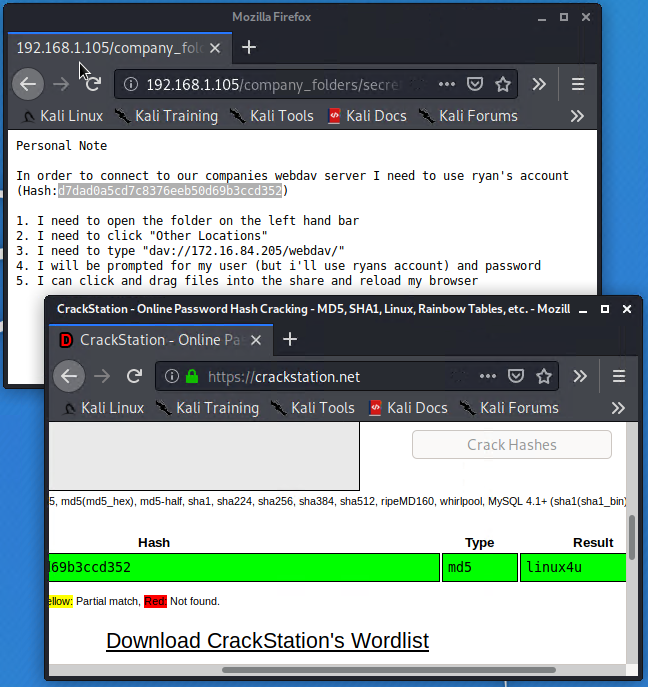 Mozilla Firefox
192.168.1.105/company_fol
192.168.1.105/company_folders/secre
Kali Linux Kali Training Kali Tools Kali Docs Kali Forums
Personal Note
In order to connect to our companies webdav server I need to use ryan's account
(Hash:d7dad0a5cd7c8376eeb50d69b3ccd352)
1. I need to open the folder on the left hand bar
2. I need to click "Other Locations"
3. I need to type "dav://172.16.84.205/webdav/"
4. I will be prompted for my user (but i'll use ryans account) and password
5. I can click and drag files into the share and reload my browser
CrackStation - Online Password Hash Cracking - MD5, SHA1, Linux, Rainbow Tables, etc. - Mozill
CrackStation - Online Pa
https://crackstation.net
Kali Linux Kali Training Kali Tools Kali Docs Kali Forums
Crack Hashes
5, md5(md5_hex), md5-half, sha1, sha224, sha256, sha384, sha512, ripeMD160, whirlpool, MySQL 4.1+ (sha1(sha1_bin)
Hash Type Result
d69b3ccd352 md5 linux4u
ellow: Partial match, Red: Not found.
Download CrackStation's Wordlist